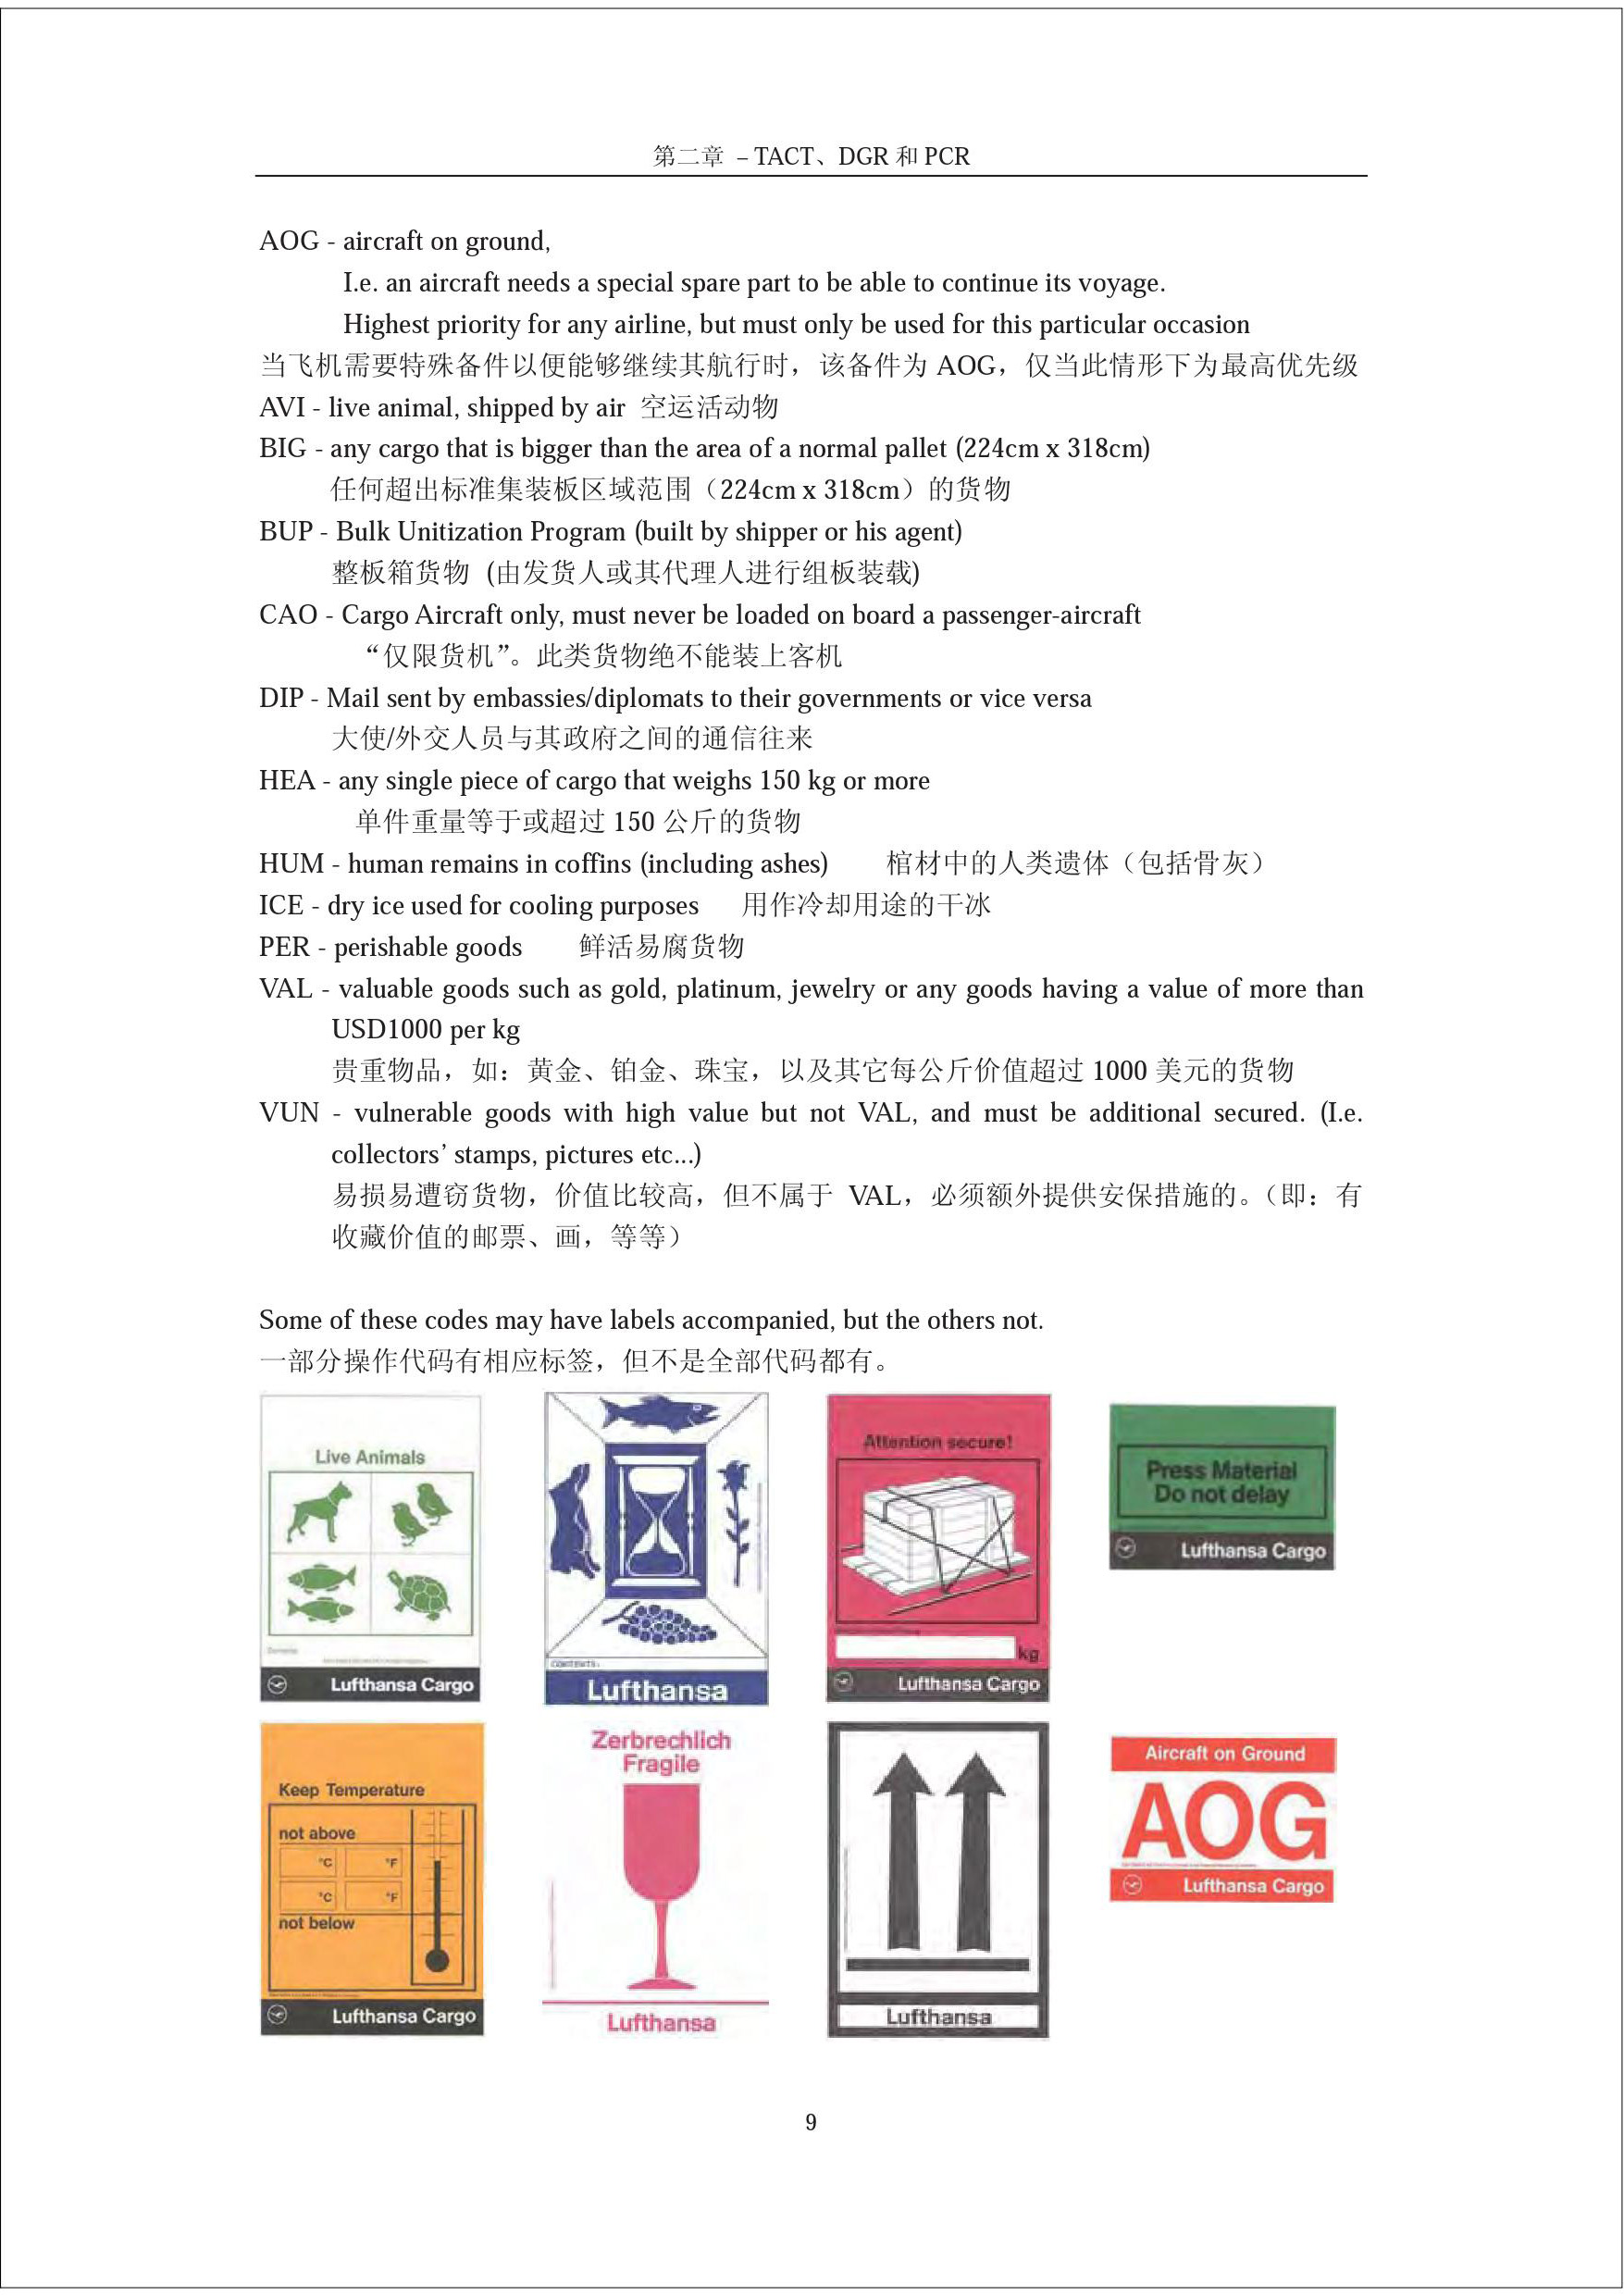 第二章 – TACT、DGR 和 PCR
AOG - aircraft on ground,
I.e. an aircraft needs a special spare part to be able to continue its voyage.
Highest priority for any airline, but must only be used for this particular occasion
当飞机需要特殊备件以便能够继续其航行时，该备件为 AOG，仅当此情形下为最高优先级
AVI - live animal, shipped by air 空运活动物
BIG - any cargo that is bigger than the area of a normal pallet (224cm x 318cm)
任何超出标准集装板区域范围（224cm x 318cm）的货物
BUP - Bulk Unitization Program (built by shipper or his agent)
整板箱货物 (由发货人或其代理人进行组板装载)
CAO - Cargo Aircraft only, must never be loaded on board a passenger-aircraft
“仅限货机”。此类货物绝不能装上客机
DIP - Mail sent by embassies/diplomats to their governments or vice versa
大使/外交人员与其政府之间的通信往来
HEA - any single piece of cargo that weighs 150 kg or more
单件重量等于或超过 150 公斤的货物
HUM - human remains in coffins (including ashes) 棺材中的人类遗体（包括骨灰）
ICE - dry ice used for cooling purposes 用作冷却用途的干冰
PER - perishable goods 鲜活易腐货物
VAL - valuable goods such as gold, platinum, jewelry or any goods having a value of more than
USD1000 per kg
贵重物品，如：黄金、铂金、珠宝，以及其它每公斤价值超过 1000 美元的货物
VUN - vulnerable goods with high value but not VAL, and must be additional secured. (I.e.
collectors’ stamps, pictures etc...)
易损易遭窃货物，价值比较高，但不属于 VAL，必须额外提供安保措施的。（即：有
收藏价值的邮票、画，等等）
Some of these codes may have labels accompanied, but the others not.
一部分操作代码有相应标签，但不是全部代码都有。
Live Animals
Lufthansa Cargo
CONTENTS:
Lufthansa
Attention secure!
kg
Lufthansa Cargo
Press Material
Do not delay
Lufthansa Cargo
Keep Temperature
not above
°C °F
°C °F
not below
Lufthansa Cargo
Zerbrechlich
Fragile
Lufthansa
Lufthansa
Aircraft on Ground
AOG
Lufthansa Cargo
9